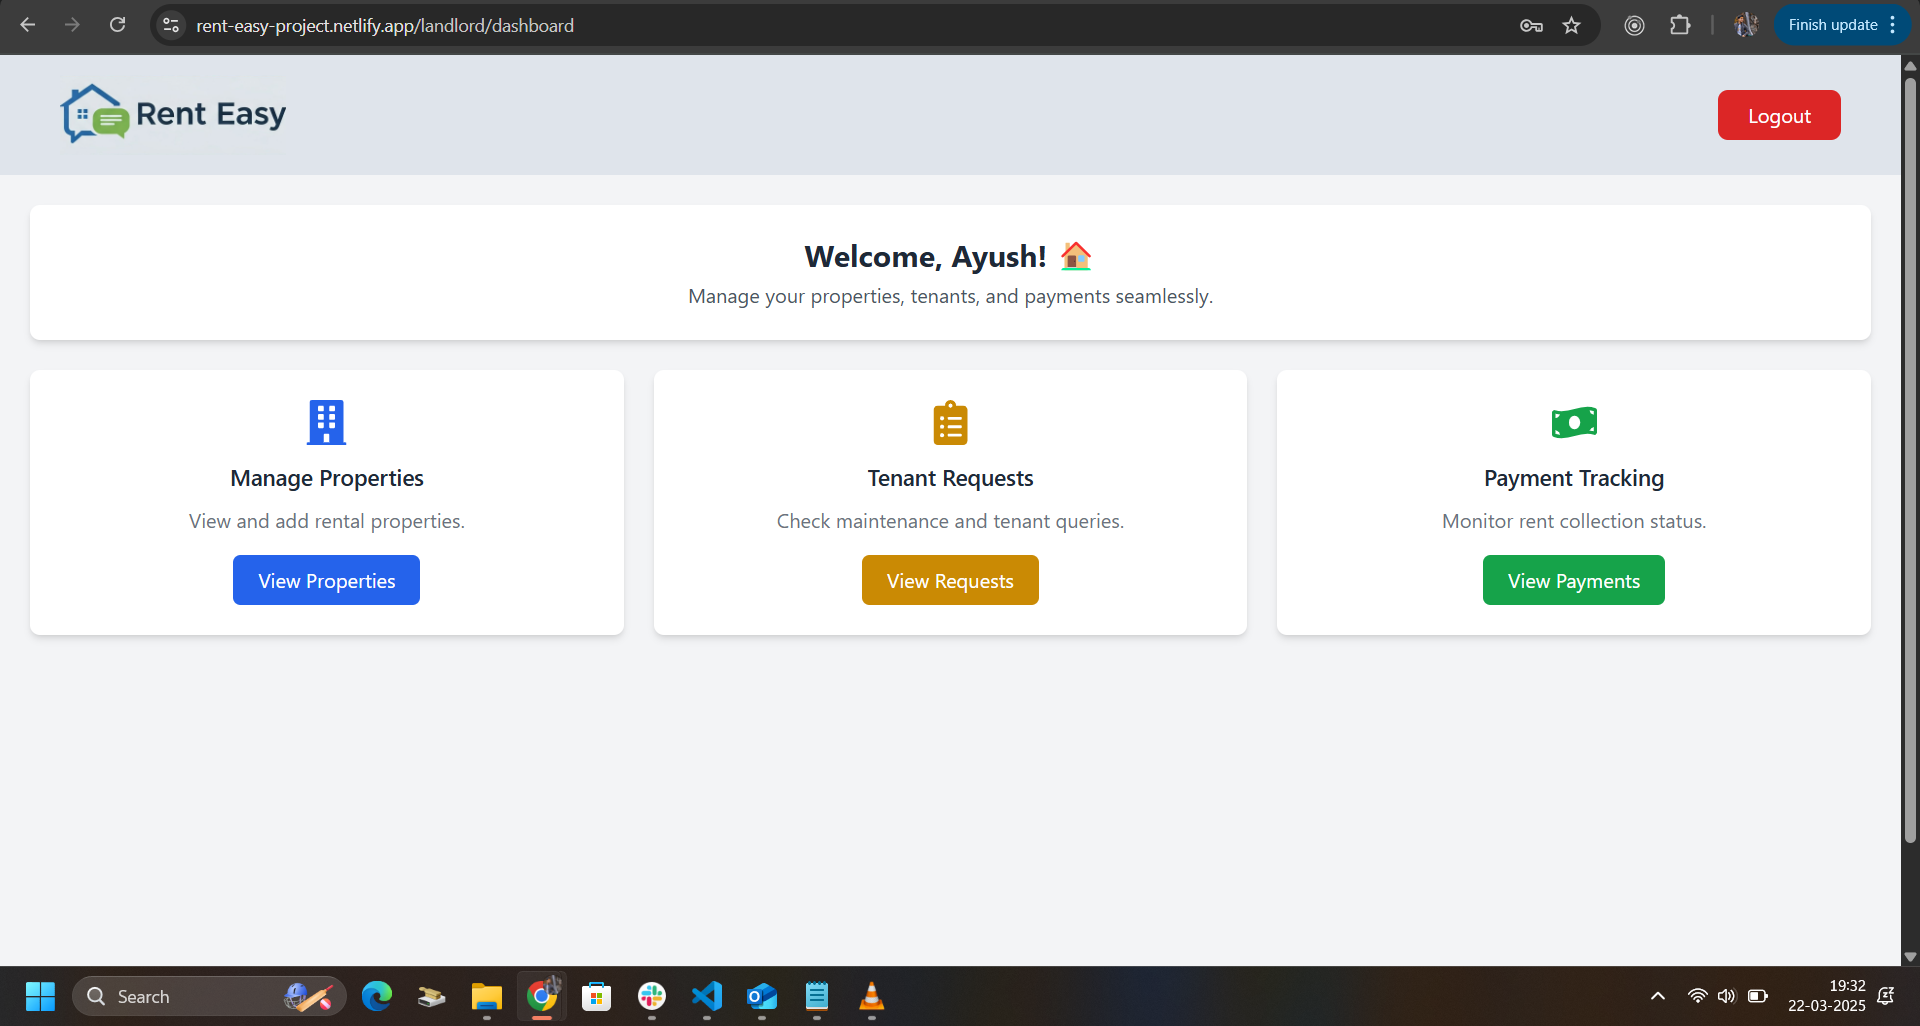 rent-easy-project.netlify.app/landlord/dashboard
Finish update
Rent Easy
Logout
Welcome, Ayush!
Manage your properties, tenants, and payments seamlessly.
Manage Properties
View and add rental properties.
View Properties
Tenant Requests
Check maintenance and tenant queries.
View Requests
Payment Tracking
Monitor rent collection status.
View Payments
Search
19:32
22-03-2025